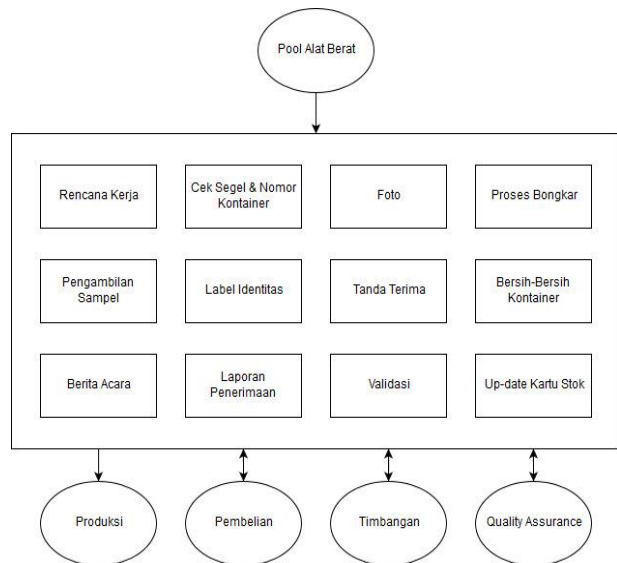 Pool Alat Berat
Rencana Kerja
Cek Segel & Nomor
Kontainer
Foto
Proses Bongkar
Pengambilan
Sampel
Label Identitas
Tanda Terima
Bersih-Bersih
Kontainer
Berita Acara
Laporan
Penerimaan
Validasi
Up-date Kartu Stok
Produksi
Pembelian
Timbangan
Quality Assurance